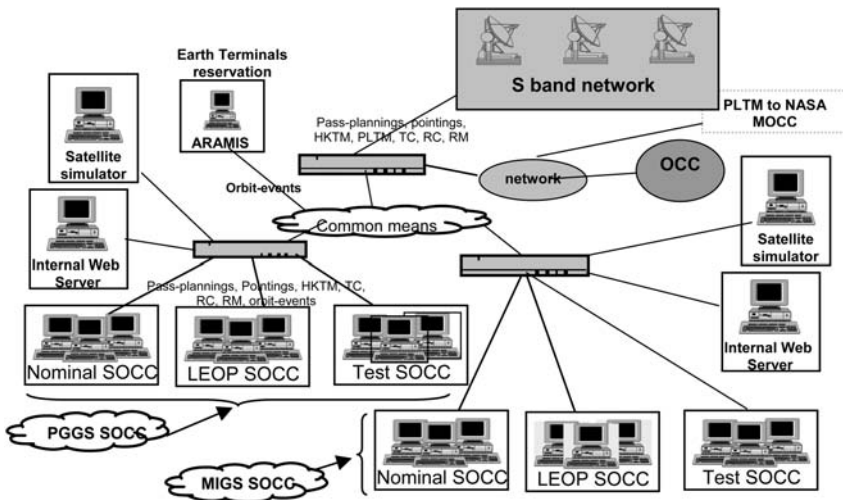 Earth Terminals
reservation
S band network
PLTM to NASA
MOCC
Pass-plannings, pointings,
HKTM, PLTM, TC, RC, RM
ARAMIS
Satellite
simulator
OCC
network
Orbit-events
Common means
Satellite
simulator
Internal Web
Server
Pass-plannings, Pointings, HKTM, TC,
RC, RM, orbit-events
Internal Web
Server
Nominal SOCC
LEOP SOCC
Test SOCC
PGGS SOCC
MIGS SOCC
Nominal SOCC
LEOP SOCC
Test SOCC